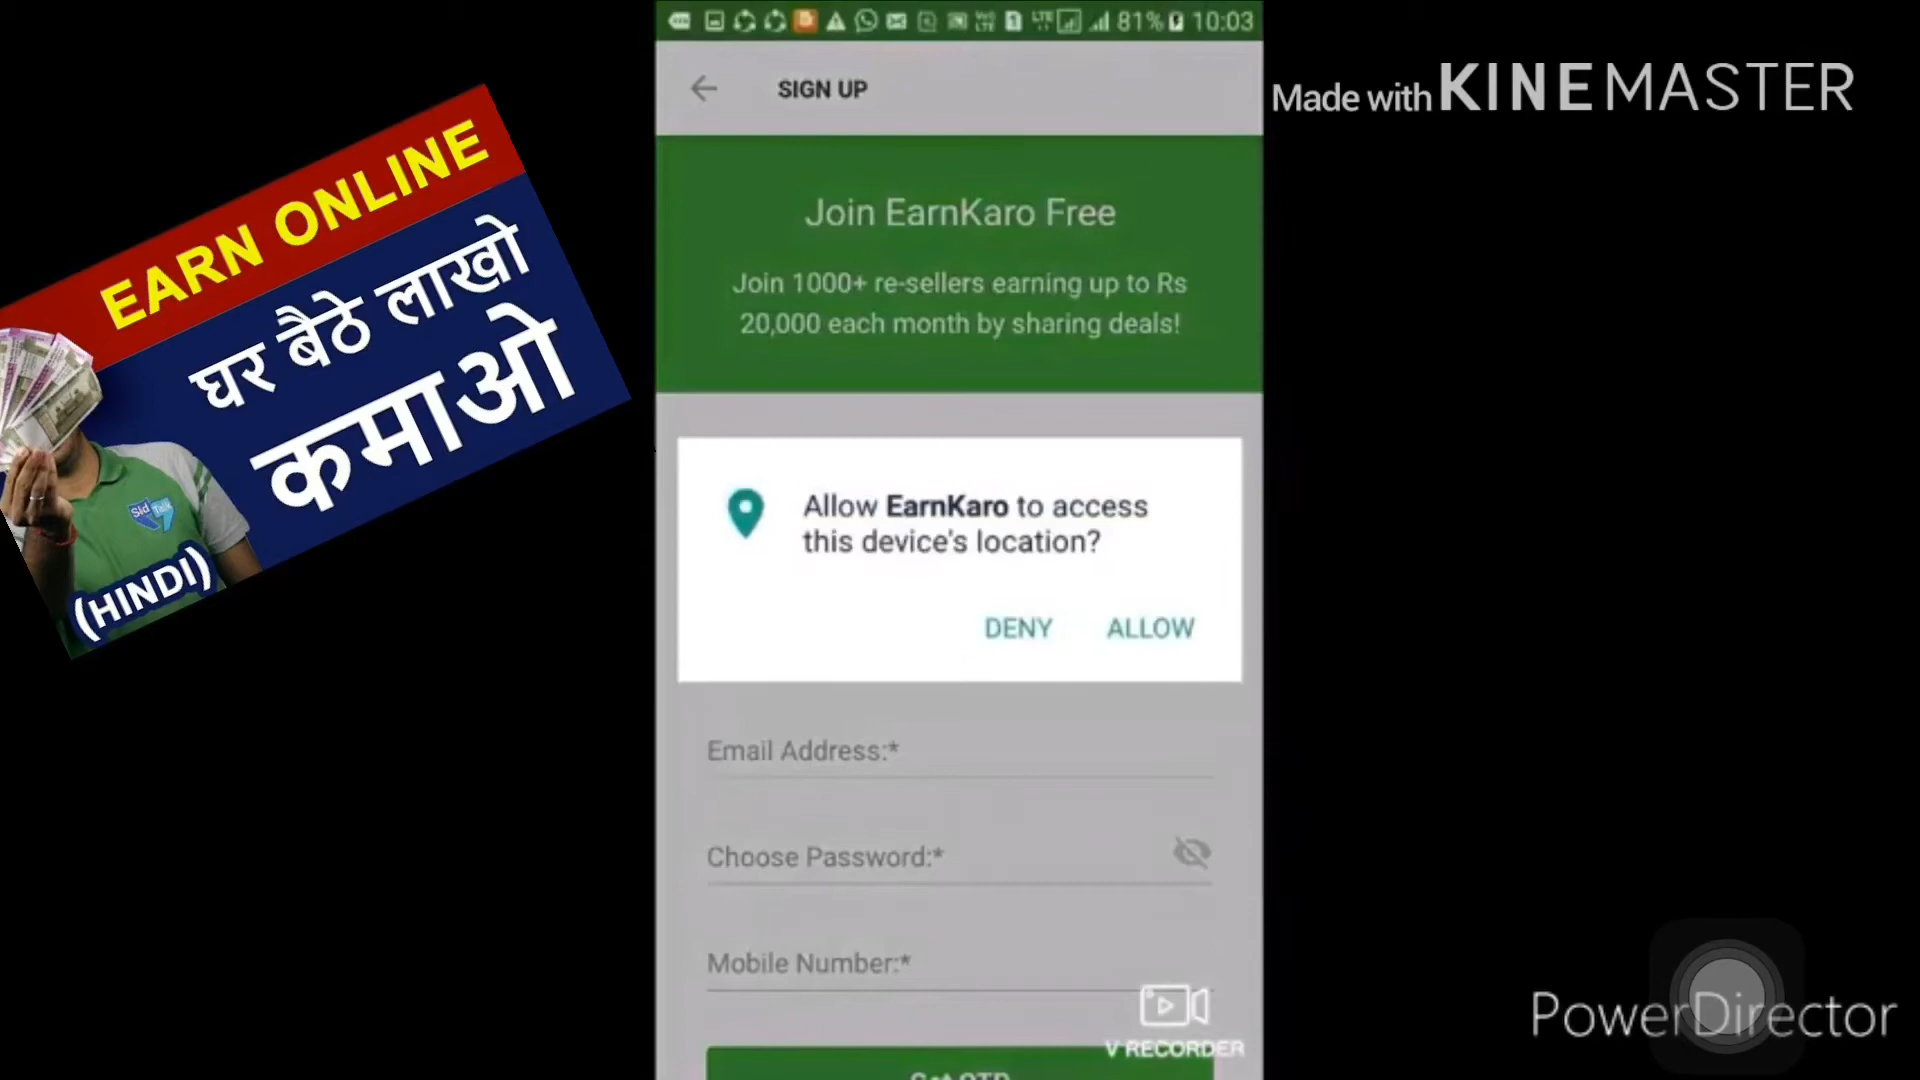 81% 10:03
SIGN UP
Made with KINEMASTER
EARN ONLINE
घर बैठे लाखो
कमाओ
Sid Talk
(HINDI)
Join EarnKaro Free
Join 1000+ re-sellers earning up to Rs
20,000 each month by sharing deals!
Allow EarnKaro to access
this device's location?
DENY ALLOW
Email Address:*
Choose Password:*
Mobile Number:*
V RECORDER
Get OTP
PowerDirector